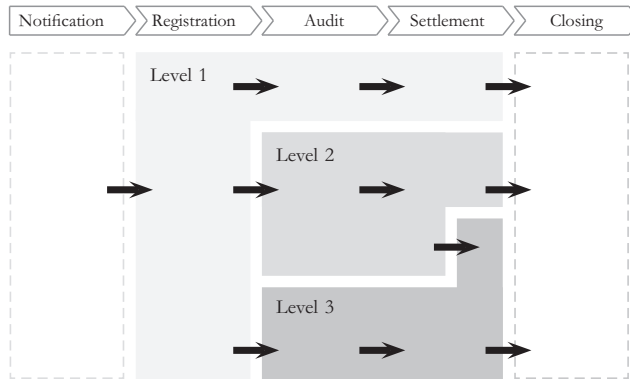 Notification Registration Audit Settlement Closing
Level 1
Level 2
Level 3